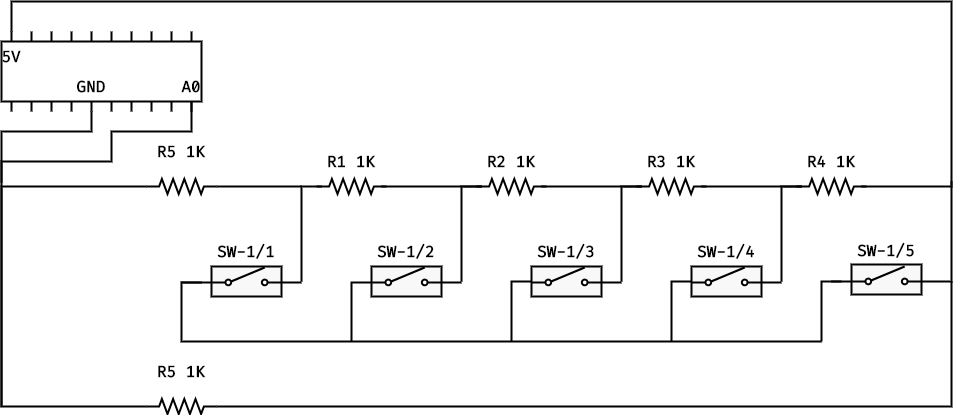 5V
GND A0
R5 1K
R1 1K R2 1K R3 1K R4 1K
SW-1/1 SW-1/2 SW-1/3 SW-1/4 SW-1/5
R5 1K